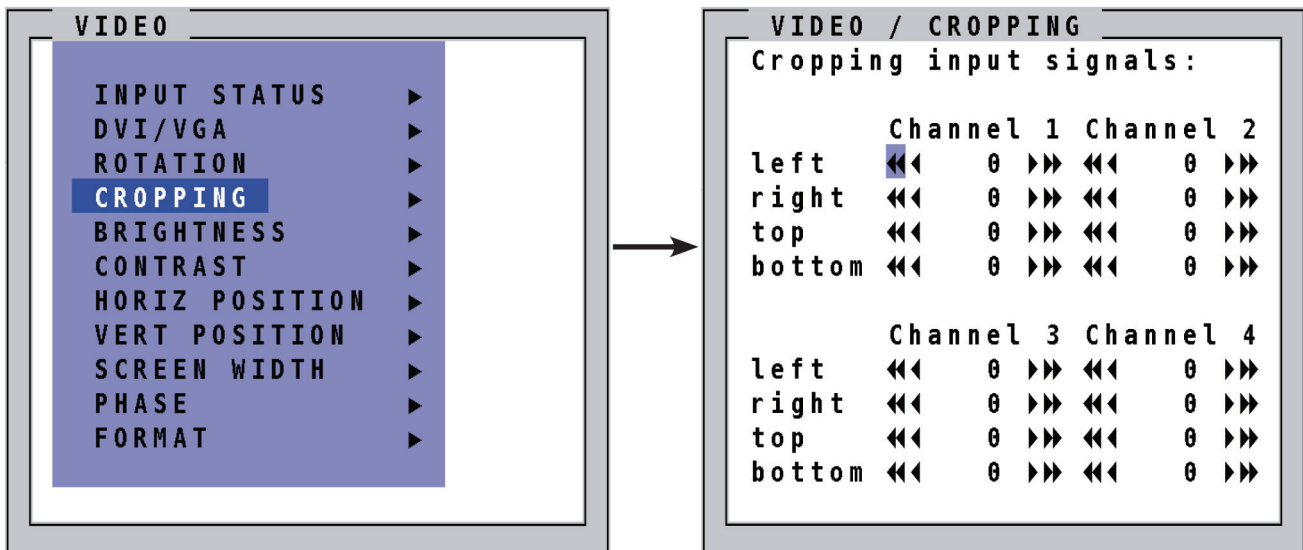 VIDEO
INPUT STATUS ▶
DVI/VGA ▶
ROTATION ▶
CROPPING ▶
BRIGHTNESS ▶
CONTRAST ▶
HORIZ POSITION ▶
VERT POSITION ▶
SCREEN WIDTH ▶
PHASE ▶
FORMAT ▶
VIDEO / CROPPING
Cropping input signals:
Channel 1 Channel 2
left ◀◀ ◀ 0 ▶ ▶▶ ◀◀ ◀ 0 ▶ ▶▶
right ◀◀ ◀ 0 ▶ ▶▶ ◀◀ ◀ 0 ▶ ▶▶
top ◀◀ ◀ 0 ▶ ▶▶ ◀◀ ◀ 0 ▶ ▶▶
bottom ◀◀ ◀ 0 ▶ ▶▶ ◀◀ ◀ 0 ▶ ▶▶
Channel 3 Channel 4
left ◀◀ ◀ 0 ▶ ▶▶ ◀◀ ◀ 0 ▶ ▶▶
right ◀◀ ◀ 0 ▶ ▶▶ ◀◀ ◀ 0 ▶ ▶▶
top ◀◀ ◀ 0 ▶ ▶▶ ◀◀ ◀ 0 ▶ ▶▶
bottom ◀◀ ◀ 0 ▶ ▶▶ ◀◀ ◀ 0 ▶ ▶▶